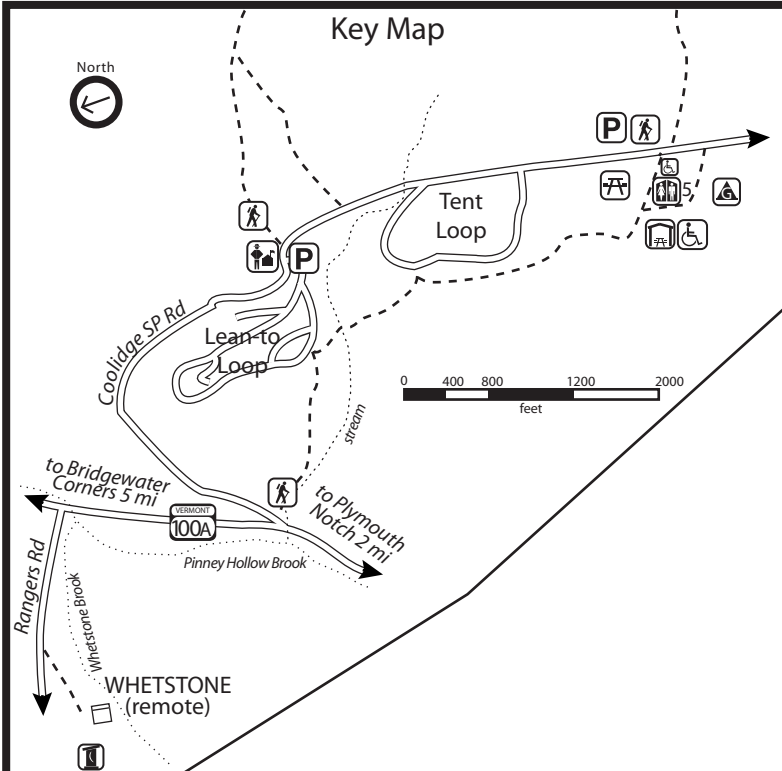 Key Map
North
P
5
G
Tent
Loop
P
Coolidge SP Rd
Lean-to
Loop
0 400 800 1200 2000
feet
stream
to Bridgewater
Corners 5 mi
VERMONT
100A
to Plymouth
Notch 2 mi
Pinney Hollow Brook
Rangers Rd
Whetstone Brook
WHETSTONE
(remote)